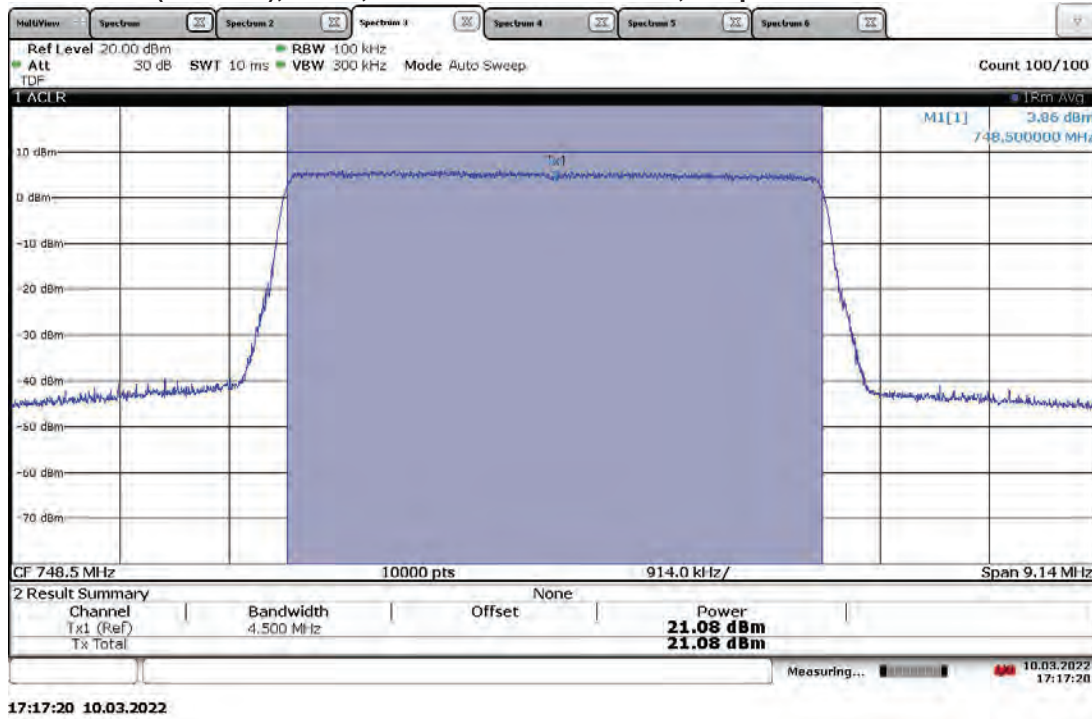 MultiView Spectrum Spectrum 2 Spectrum 3 Spectrum 4 Spectrum 5 Spectrum 6
Ref Level 20.00 dBm RBW 100 kHz
Att 30 dB SWT 10 ms VBW 300 kHz Mode Auto Sweep Count 100/100
TDF
1 ACLR 1Rm Avg
M1[1] 3.86 dBm
748.500000 MHz
10 dBm
Tx1
0 dBm
-10 dBm
-20 dBm
-30 dBm
-40 dBm
-50 dBm
-60 dBm
-70 dBm
CF 748.5 MHz 10000 pts 914.0 kHz/ Span 9.14 MHz
2 Result Summary None
Channel Bandwidth Offset Power
Tx1 (Ref) 4.500 MHz 21.08 dBm
Tx Total 21.08 dBm
Measuring... 10.03.2022
17:17:20
17:17:20 10.03.2022